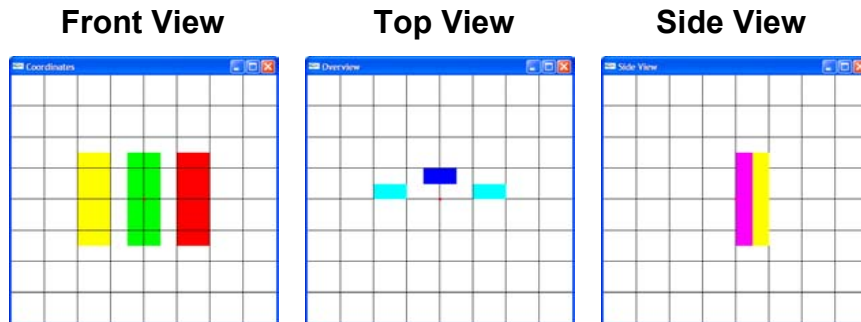 Front View
Top View
Side View
Coordinates
Overview
Side View